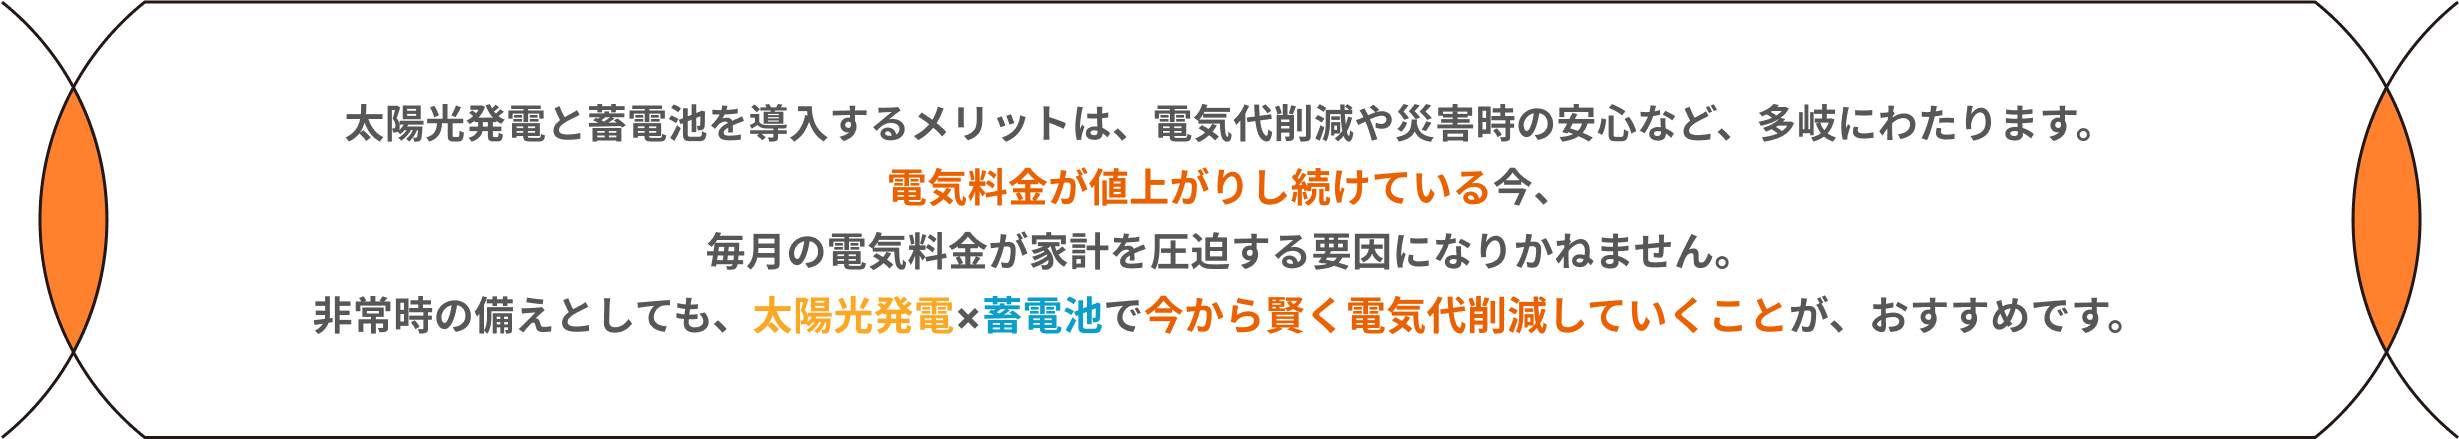 太陽光発電と蓄電池を導入するメリットは、電気代削減や災害時の安心など、多岐にわたります。
電気料金が値上がりし続けている今、
毎月の電気料金が家計を圧迫する要因になりかねません。
非常時の備えとしても、太陽光発電×蓄電池で今から賢く電気代削減していくことが、おすすめです。